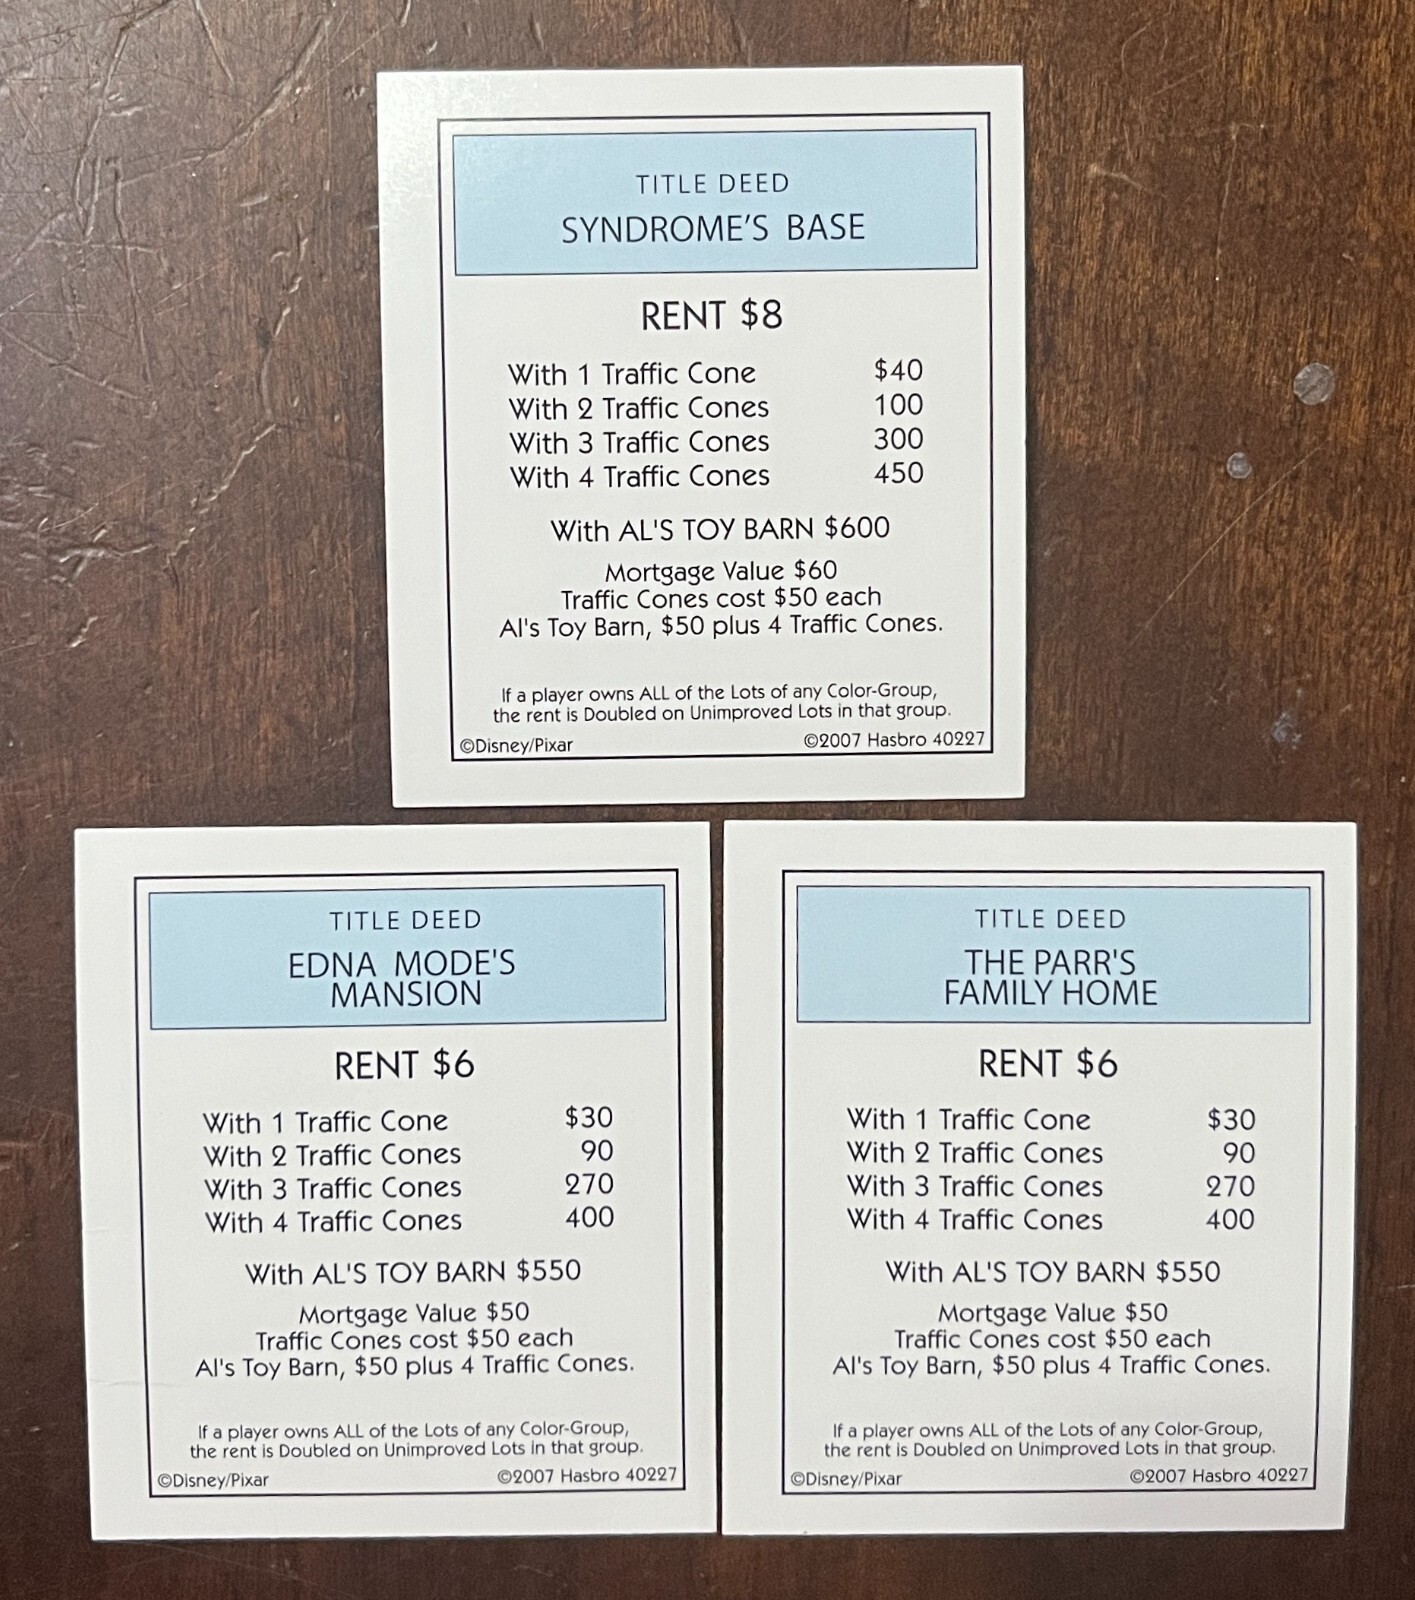 TITLE DEED
SYNDROME'S BASE
RENT $8
With 1 Traffic Cone $40
With 2 Traffic Cones 100
With 3 Traffic Cones 300
With 4 Traffic Cones 450
With AL'S TOY BARN $600
Mortgage Value $60
Traffic Cones cost $50 each
Al's Toy Barn, $50 plus 4 Traffic Cones.
If a player owns ALL of the Lots of any Color-Group,
the rent is Doubled on Unimproved Lots in that group.
©Disney/Pixar ©2007 Hasbro 40227
TITLE DEED
EDNA MODE'S
MANSION
RENT $6
With 1 Traffic Cone $30
With 2 Traffic Cones 90
With 3 Traffic Cones 270
With 4 Traffic Cones 400
With AL'S TOY BARN $550
Mortgage Value $50
Traffic Cones cost $50 each
Al's Toy Barn, $50 plus 4 Traffic Cones.
If a player owns ALL of the Lots of any Color-Group,
the rent is Doubled on Unimproved Lots in that group.
©Disney/Pixar ©2007 Hasbro 40227
TITLE DEED
THE PARR'S
FAMILY HOME
RENT $6
With 1 Traffic Cone $30
With 2 Traffic Cones 90
With 3 Traffic Cones 270
With 4 Traffic Cones 400
With AL'S TOY BARN $550
Mortgage Value $50
Traffic Cones cost $50 each
Al's Toy Barn, $50 plus 4 Traffic Cones.
If a player owns ALL of the Lots of any Color-Group,
the rent is Doubled on Unimproved Lots in that group.
©Disney/Pixar ©2007 Hasbro 40227